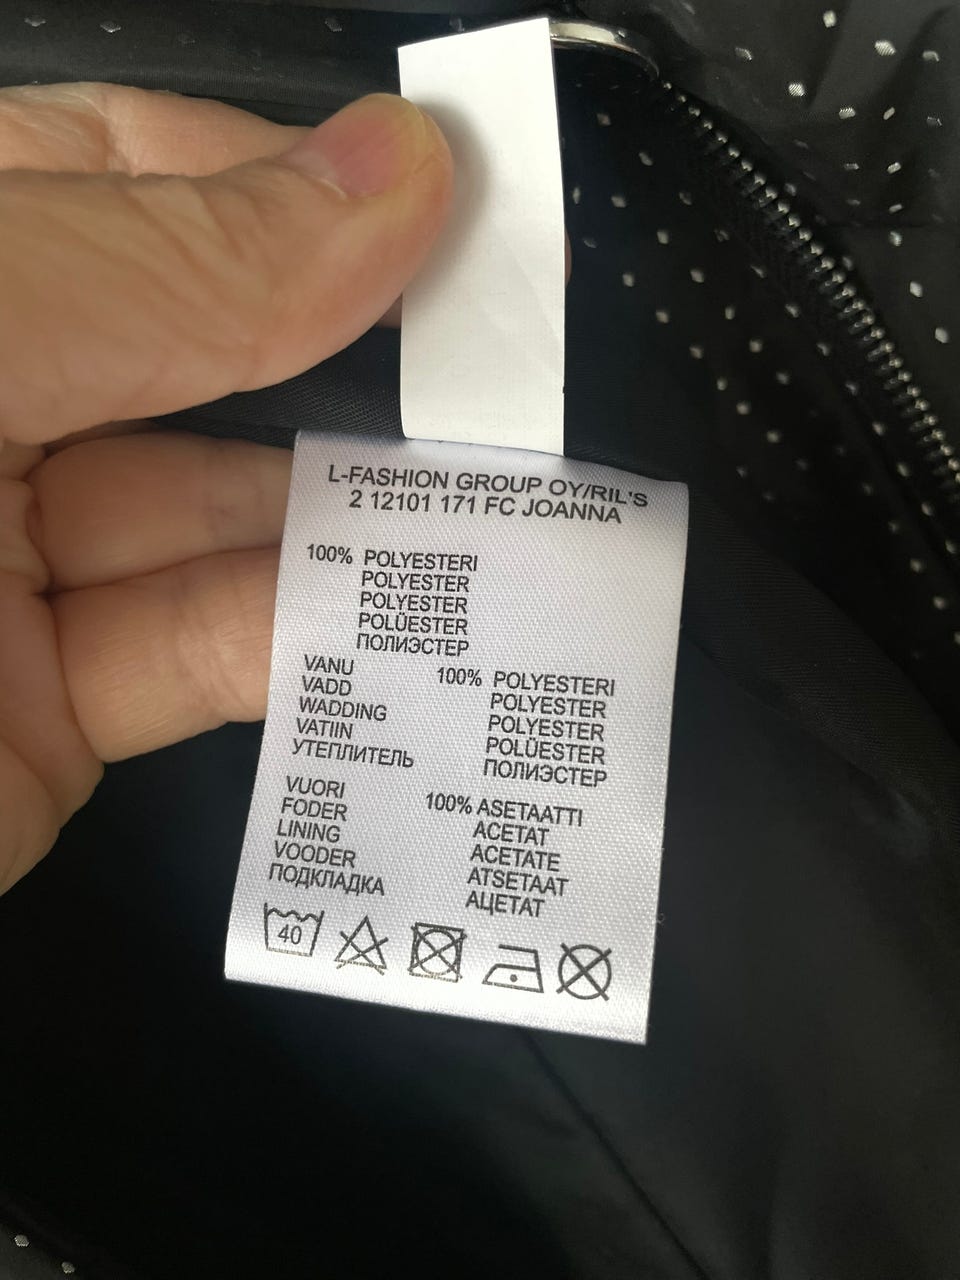 L-FASHION GROUP OY/RIL'S
2 12101 171 FC JOANNA
100% POLYESTERI
POLYESTER
POLYESTER
POLÜESTER
ПОЛИЭСТЕР
VANU 100% POLYESTERI
VADD POLYESTER
WADDING POLYESTER
VATIIN POLÜESTER
УТЕПЛИТЕЛЬ ПОЛИЭСТЕР
VUORI 100% ASETAATTI
FODER ACETAT
LINING ACETATE
VOODER ATSETAAT
ПОДКЛАДКА АЦЕТАТ
40